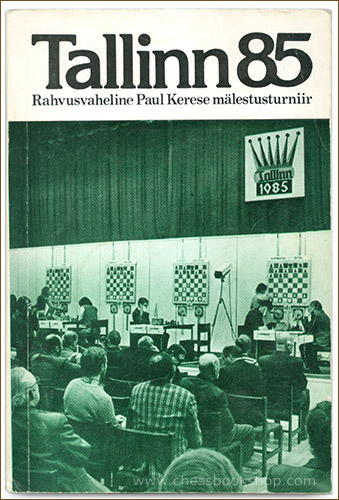 Tallinn 85
Rahvusvaheline Paul Kerese mälestusturniir
Tallinn
1985
www.chessbookshop.com